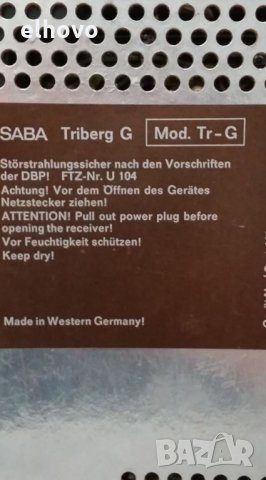 elhovo
SABA Triberg G Mod. Tr-G
Störstrahlungssicher nach den Vorschriften
der DBP! FTZ-Nr. U 104
Achtung! Vor dem Öffnen des Gerätes
Netzstecker ziehen!
ATTENTION! Pull out power plug before
opening the receiver!
Vor Feuchtigkeit schützen!
Keep dry!
Made in Western Germany!
BAZAR
bg